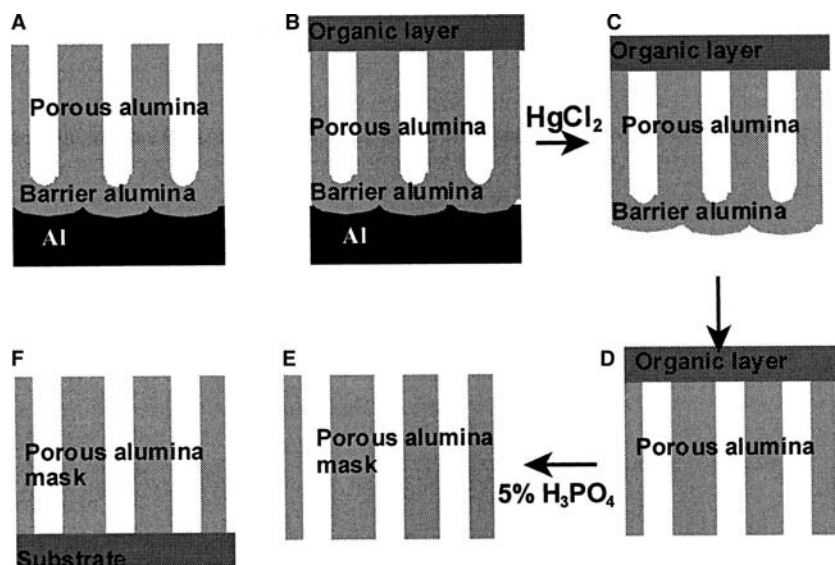 A
Porous alumina
Barrier alumina
Al
B
Organic layer
Porous alumina
Barrier alumina
Al
HgCl₂
C
Organic layer
Porous alumina
Barrier alumina
F
Porous alumina
mask
Substrate
E
Porous alumina
mask
5% H₃PO₄
D
Organic layer
Porous alumina